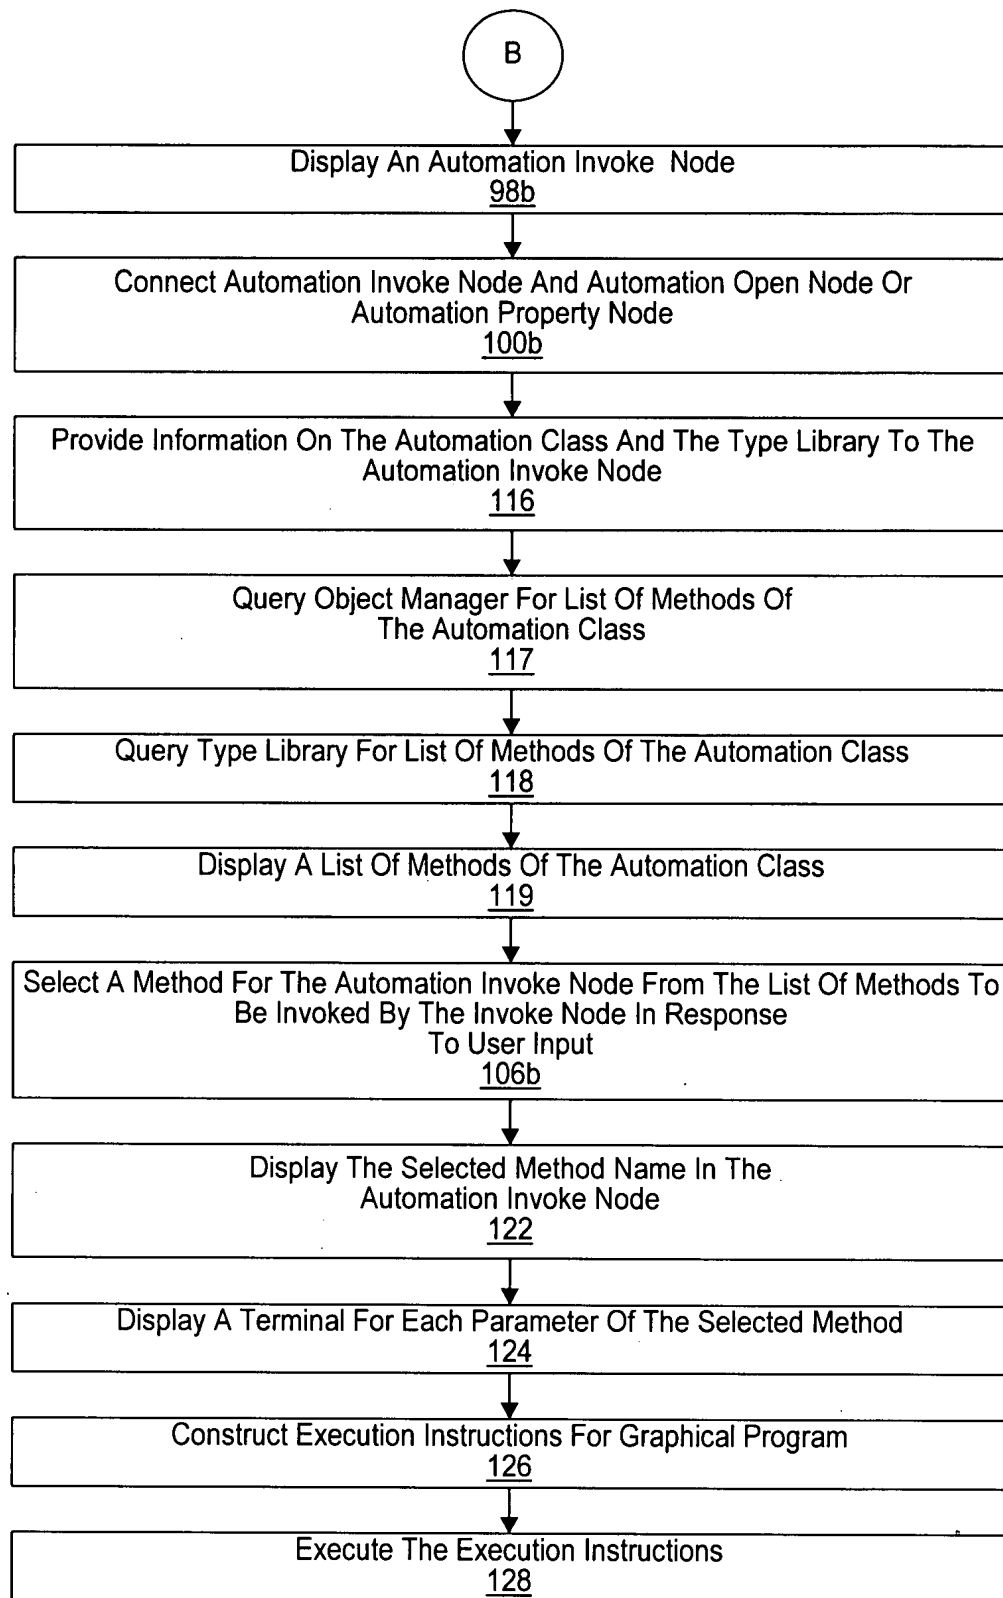 B
Display An Automation Invoke Node
98b
Connect Automation Invoke Node And Automation Open Node Or
Automation Property Node
100b
Provide Information On The Automation Class And The Type Library To The
Automation Invoke Node
116
Query Object Manager For List Of Methods Of
The Automation Class
117
Query Type Library For List Of Methods Of The Automation Class
118
Display A List Of Methods Of The Automation Class
119
Select A Method For The Automation Invoke Node From The List Of Methods To
Be Invoked By The Invoke Node In Response
To User Input
106b
Display The Selected Method Name In The
Automation Invoke Node
122
Display A Terminal For Each Parameter Of The Selected Method
124
Construct Execution Instructions For Graphical Program
126
Execute The Execution Instructions
128